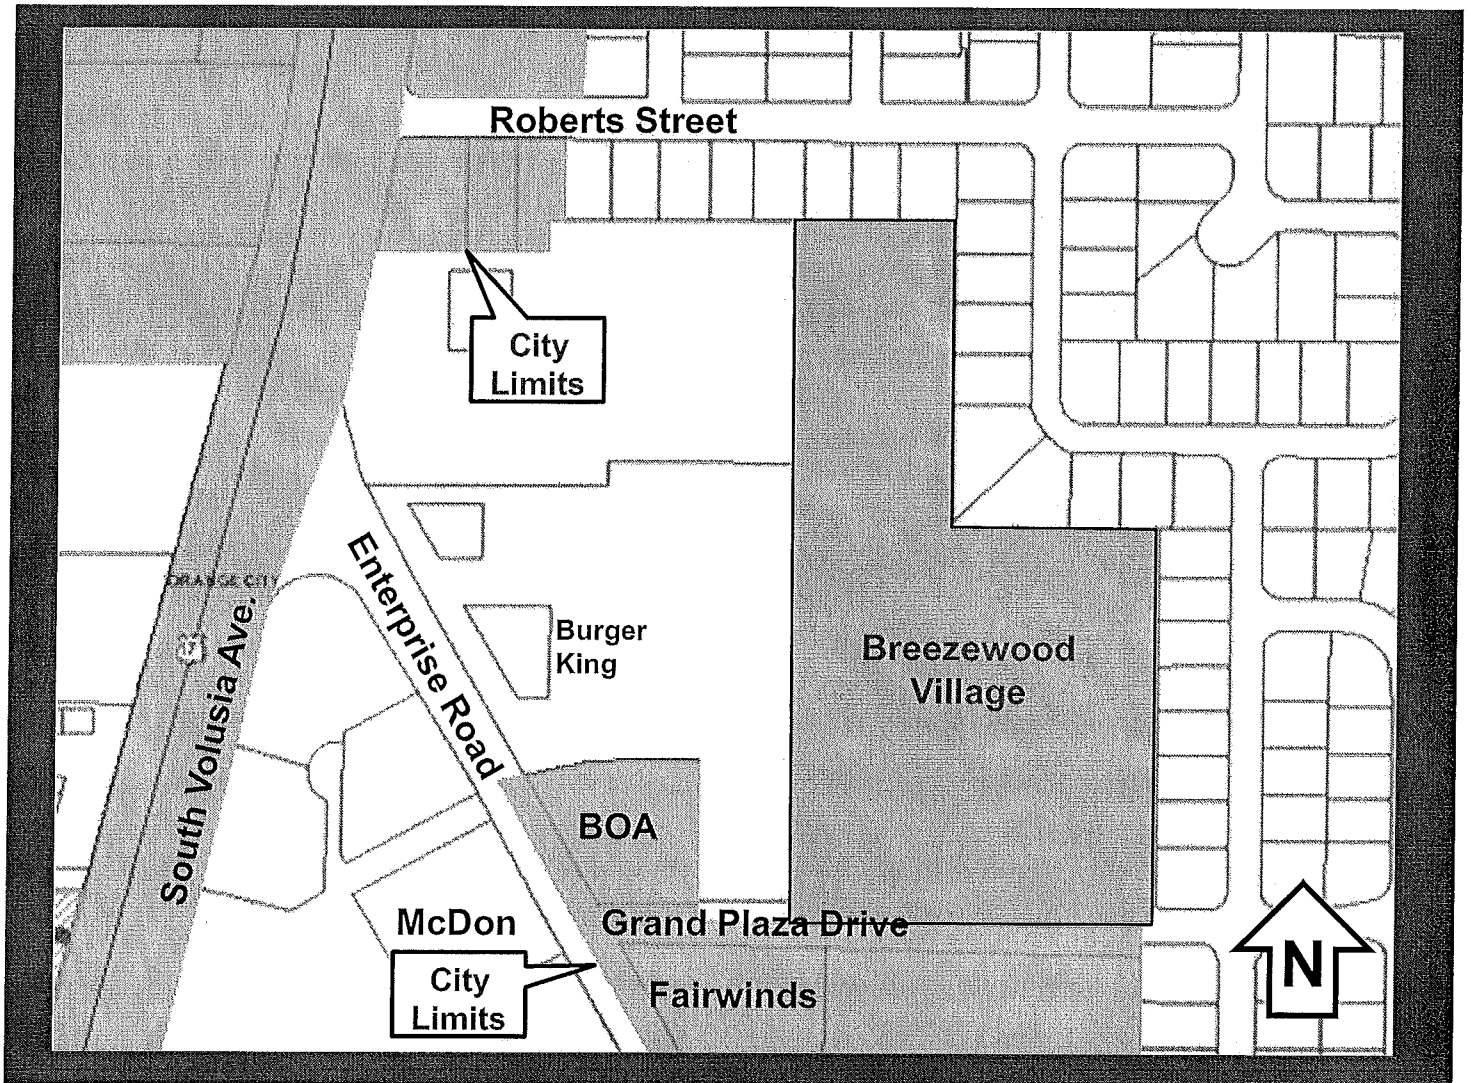 Roberts Street
City
Limits
Enterprise Road
ORANGE CITY
17
South Volusia Ave.
Burger
King
Breezewood
Village
BOA
McDon
Grand Plaza Drive
City
Limits
Fairwinds
N